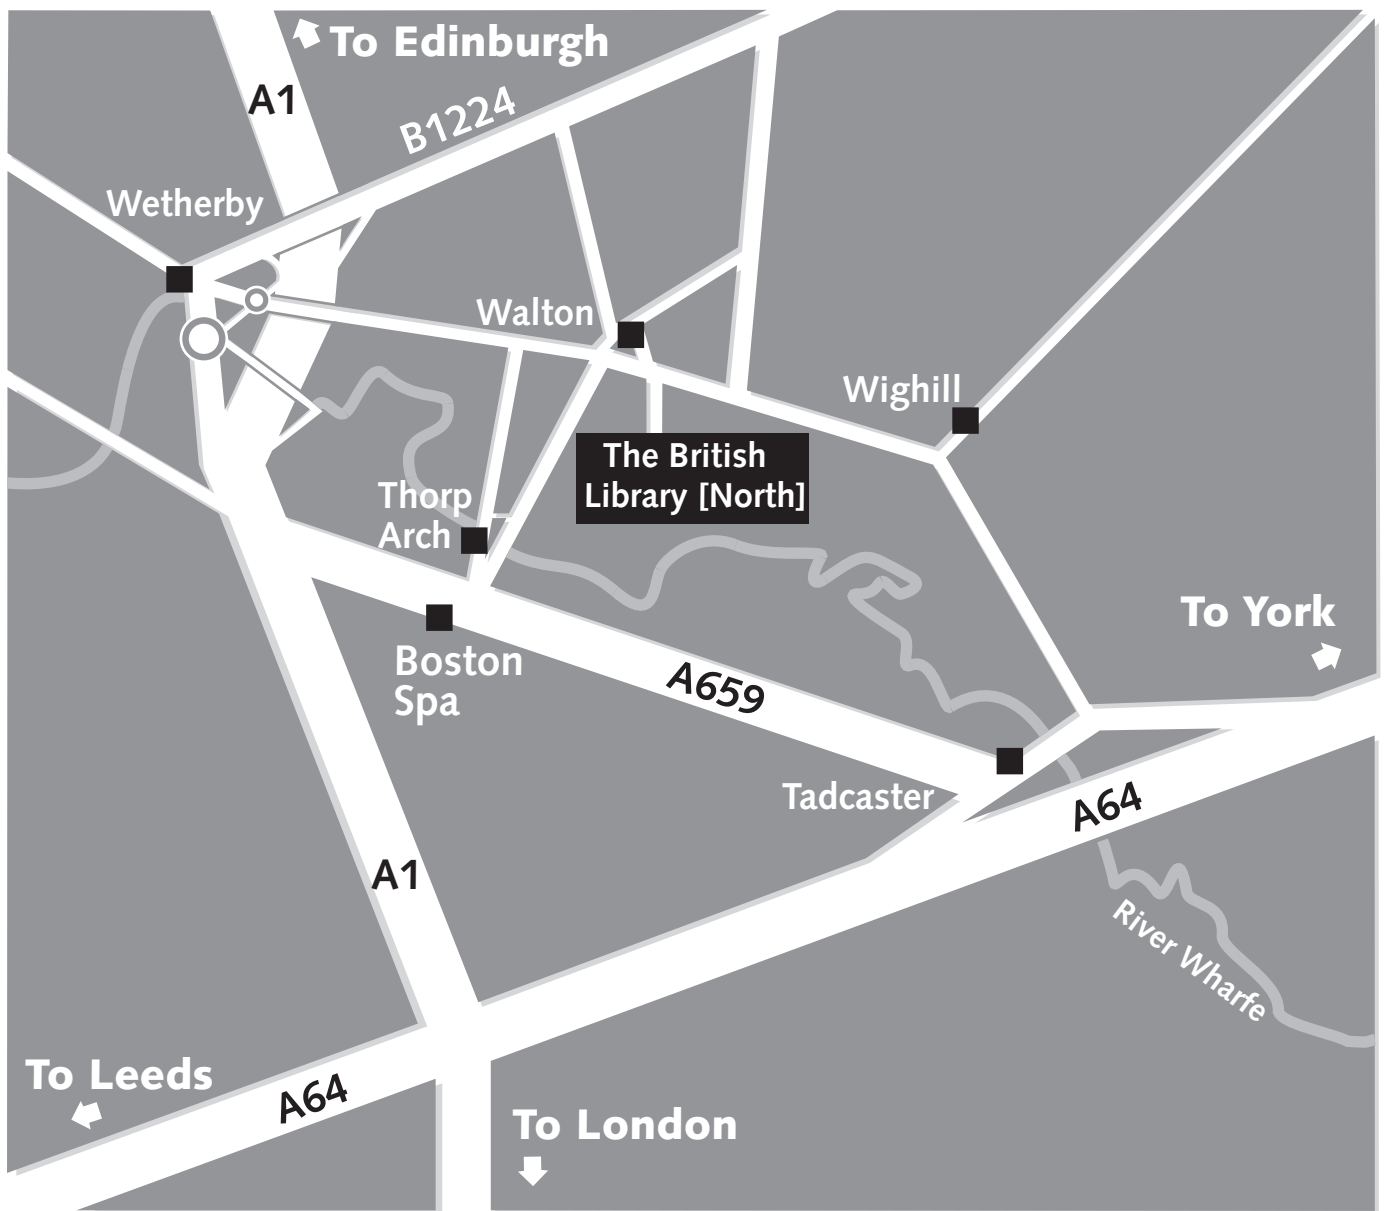 To Edinburgh
A1
B1224
Wetherby
Walton
Wighill
The British
Library [North]
Thorp
Arch
To York
Boston
Spa
A659
Tadcaster
A64
A1
River Wharfe
To Leeds
A64
To London